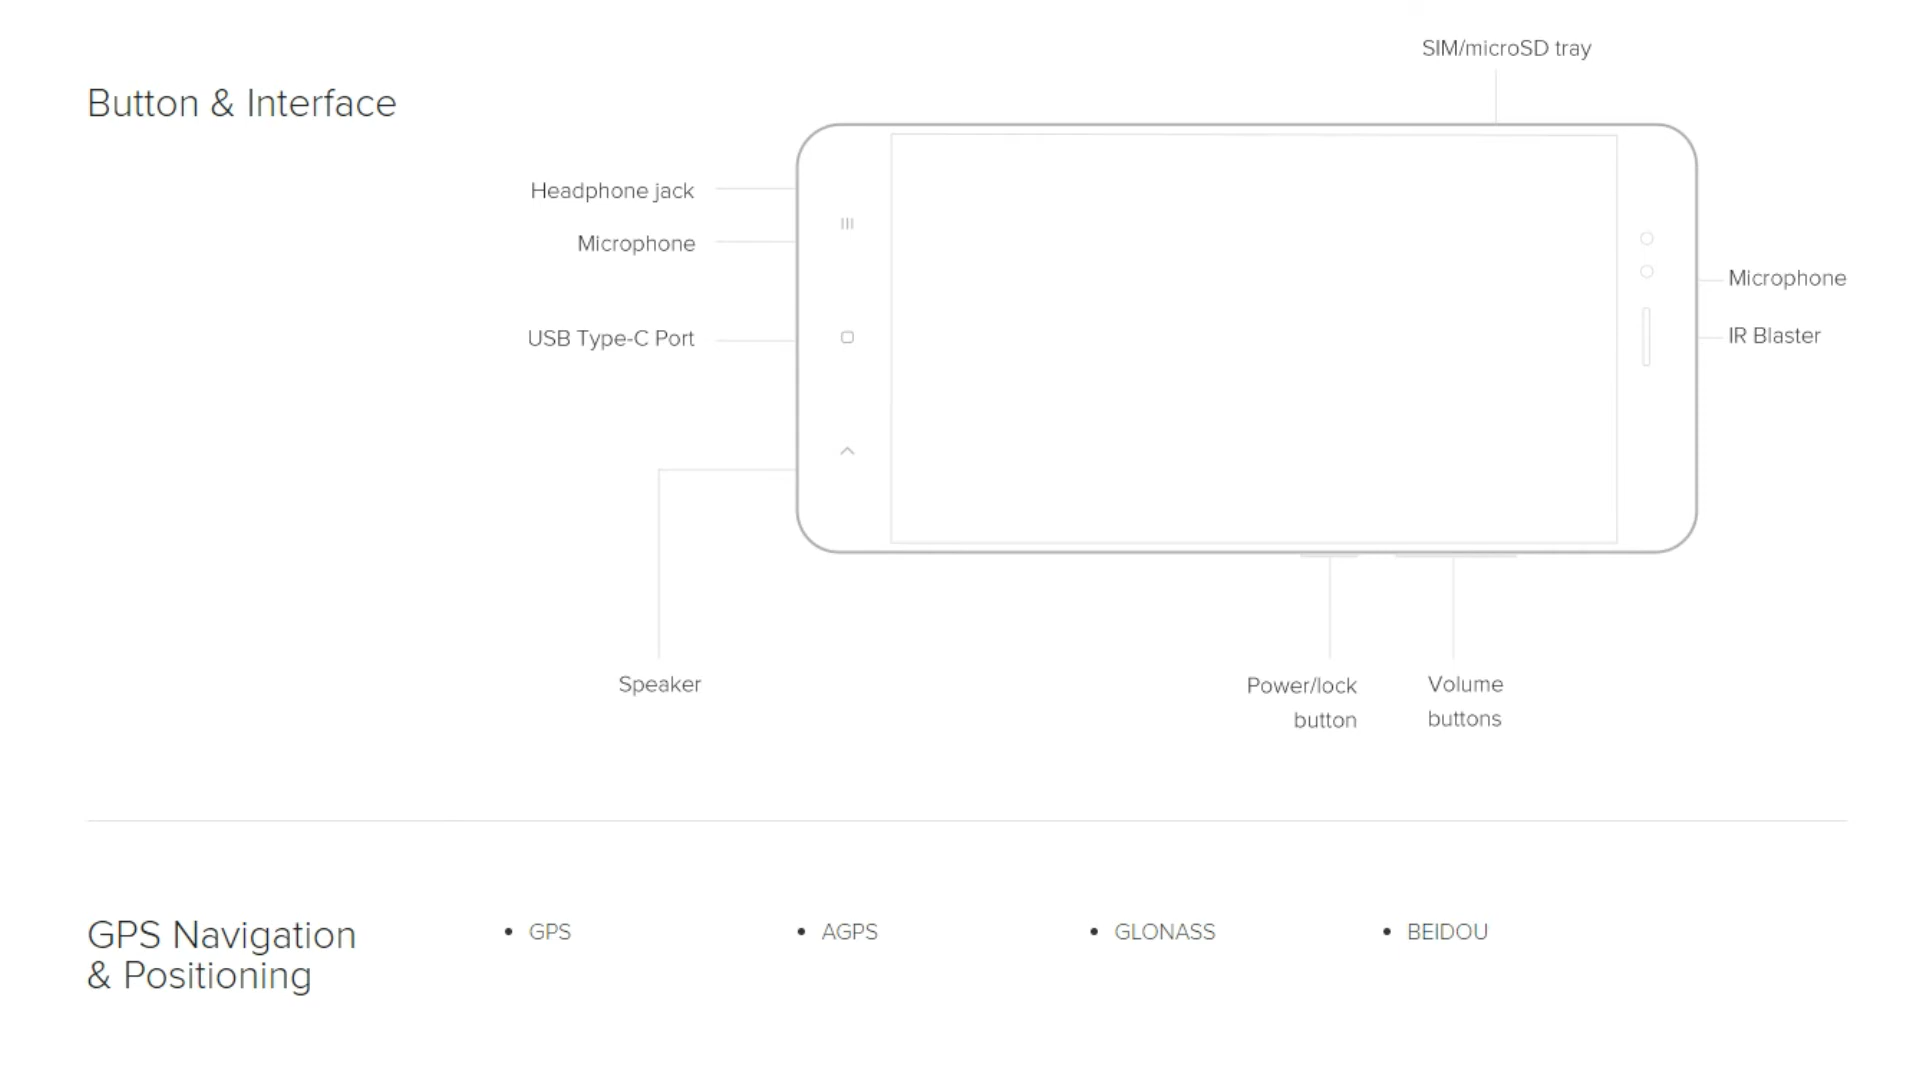 SIM/microSD tray
Button & Interface
Headphone jack
Microphone
Microphone
IR Blaster
USB Type-C Port
Speaker
Power/lock
button
Volume
buttons
GPS Navigation
& Positioning
• GPS
• AGPS
• GLONASS
• BEIDOU